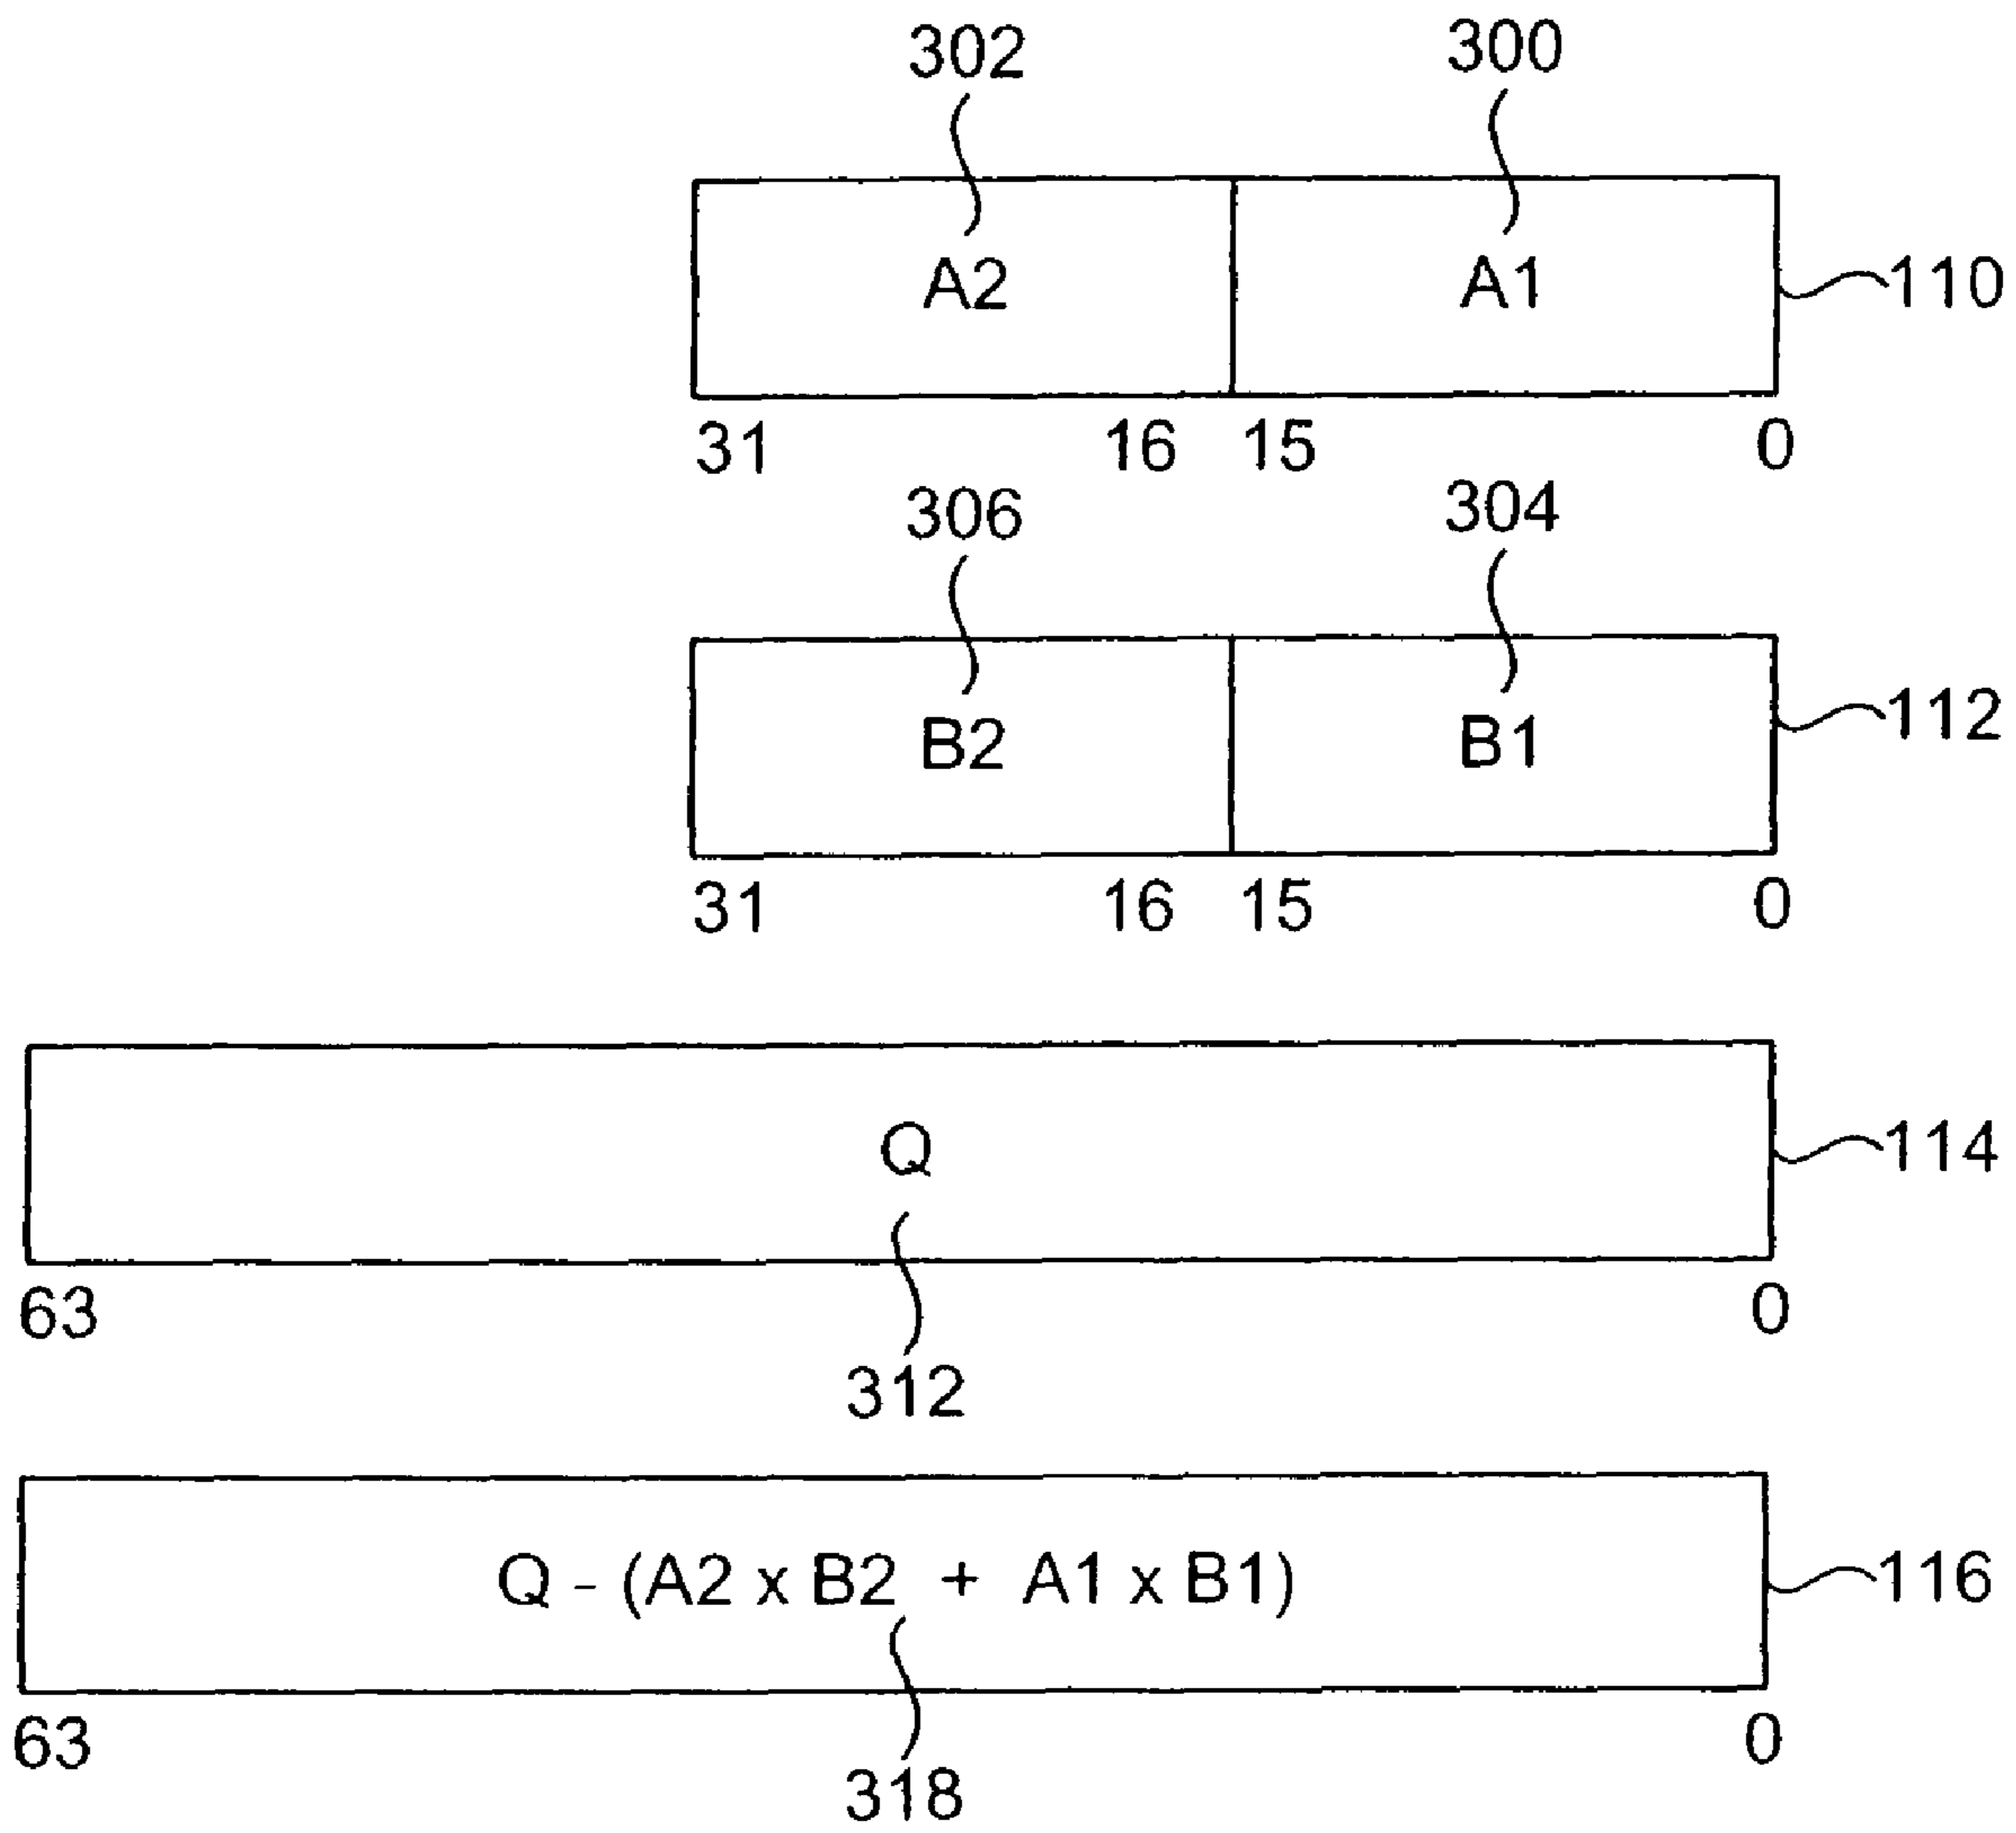 302 300
A2 A1 110
31 16 15 0
306 304
B2 B1 112
31 16 15 0
Q 114
63 0
312
Q - (A2 x B2 + A1 x B1) 116
63 0
318